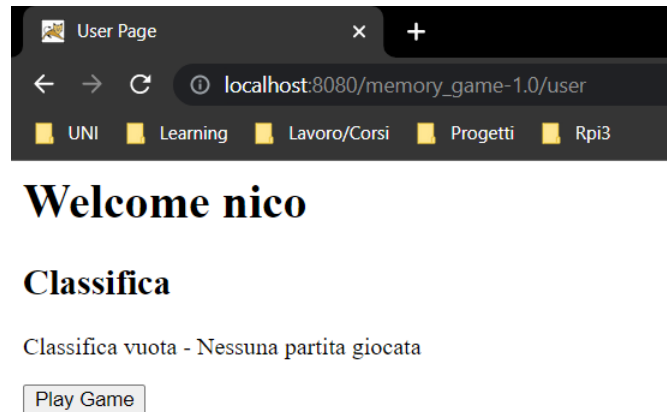 User Page
localhost:8080/memory_game-1.0/user
UNI Learning Lavoro/Corsi Progetti Rpi3
Welcome nico
Classifica
Classifica vuota - Nessuna partita giocata
Play Game